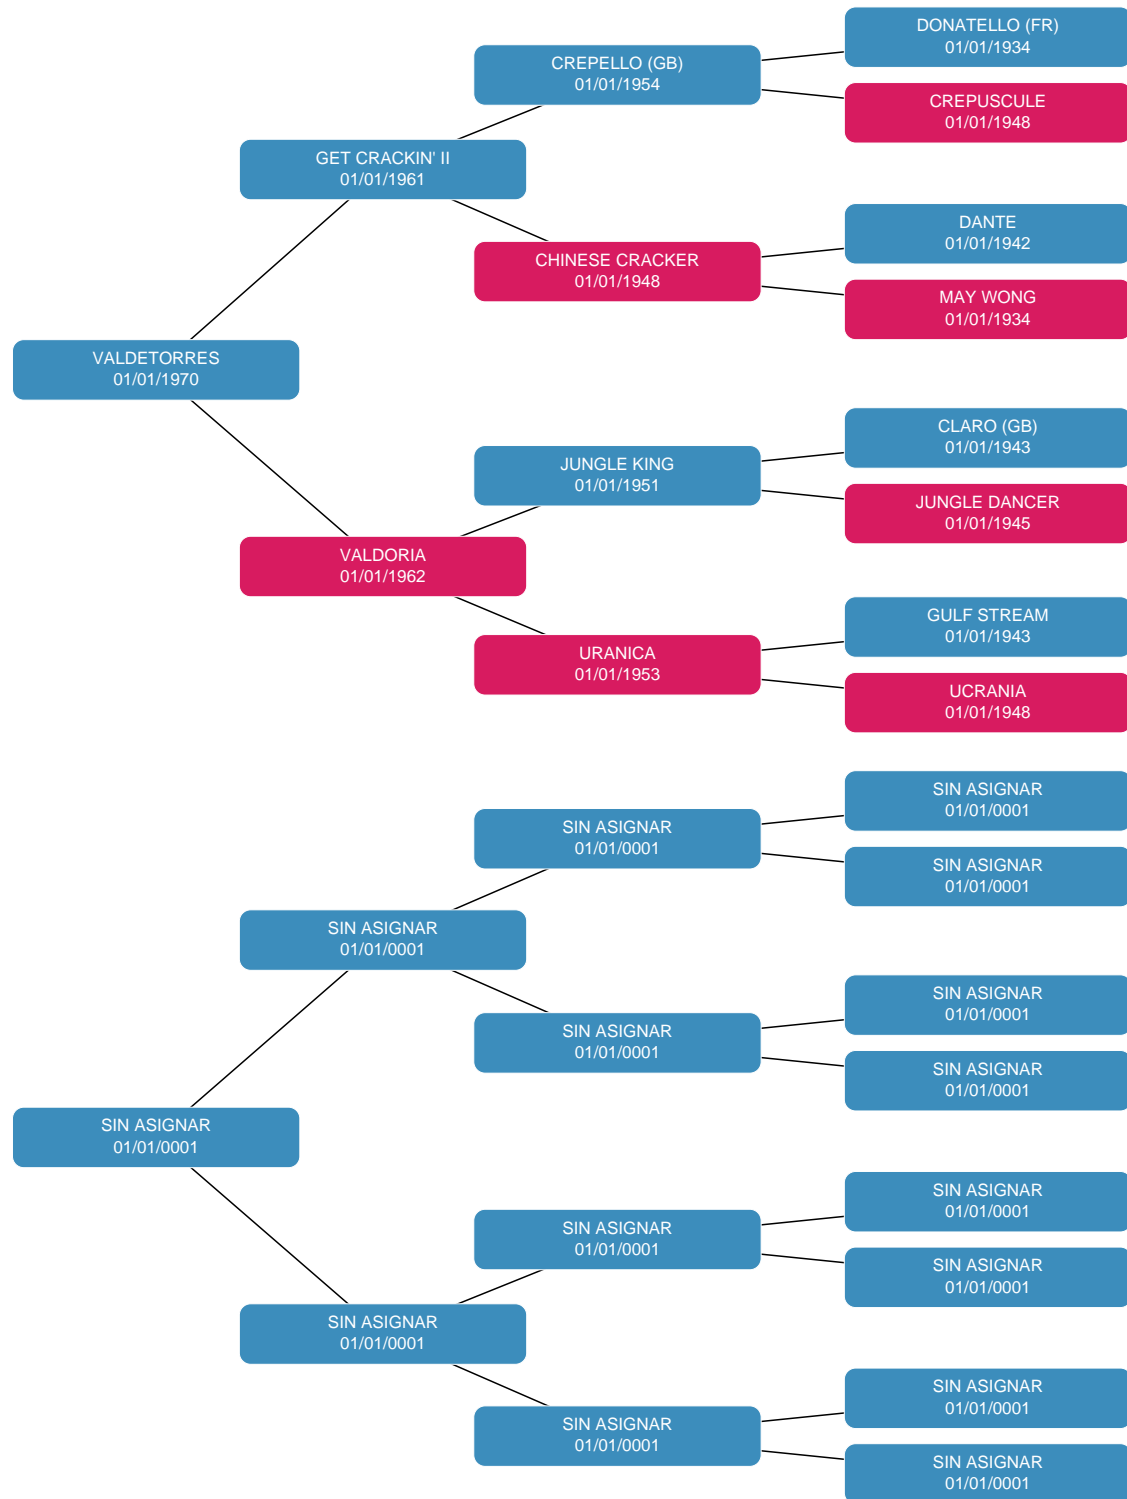 DONATELLO (FR)
01/01/1934
CREPELLO (GB)
01/01/1954
CREPUSCULE
01/01/1948
GET CRACKIN' II
01/01/1961
DANTE
01/01/1942
CHINESE CRACKER
01/01/1948
MAY WONG
01/01/1934
VALDETORRES
01/01/1970
CLARO (GB)
01/01/1943
JUNGLE KING
01/01/1951
JUNGLE DANCER
01/01/1945
VALDORIA
01/01/1962
GULF STREAM
01/01/1943
URANICA
01/01/1953
UCRANIA
01/01/1948
SIN ASIGNAR
01/01/0001
SIN ASIGNAR
01/01/0001
SIN ASIGNAR
01/01/0001
SIN ASIGNAR
01/01/0001
SIN ASIGNAR
01/01/0001
SIN ASIGNAR
01/01/0001
SIN ASIGNAR
01/01/0001
SIN ASIGNAR
01/01/0001
SIN ASIGNAR
01/01/0001
SIN ASIGNAR
01/01/0001
SIN ASIGNAR
01/01/0001
SIN ASIGNAR
01/01/0001
SIN ASIGNAR
01/01/0001
SIN ASIGNAR
01/01/0001
SIN ASIGNAR
01/01/0001